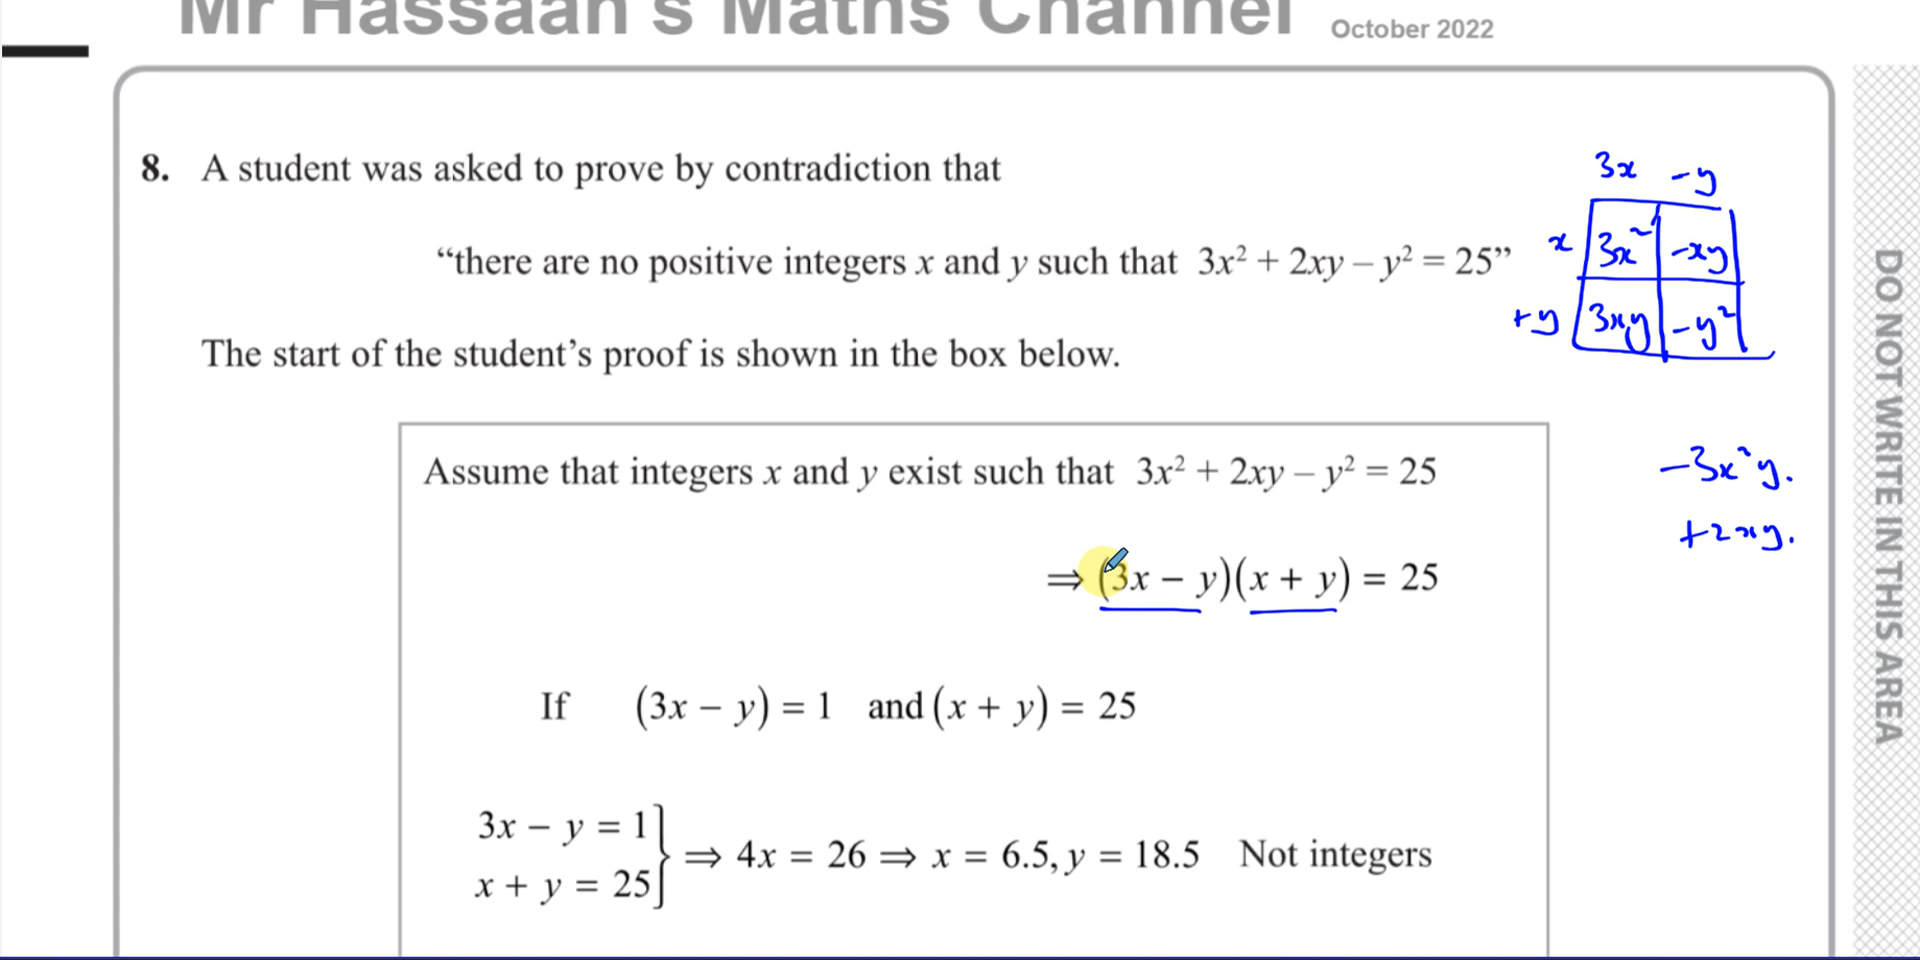 Mr Hassaan's Maths Channel October 2022
8. A student was asked to prove by contradiction that
“there are no positive integers x and y such that 3x² + 2xy – y² = 25”
The start of the student’s proof is shown in the box below.
3x -y
x 3x² -xy
+y 3xy -y²
Assume that integers x and y exist such that 3x² + 2xy – y² = 25
-3x²y.
+2xy.
⇒ (3x – y)(x + y) = 25
If (3x – y) = 1 and (x + y) = 25
3x – y = 1
x + y = 25
} ⇒ 4x = 26 ⇒ x = 6.5, y = 18.5 Not integers
DO NOT WRITE IN THIS AREA